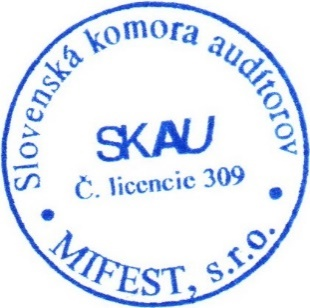 Slovenská komora audítorov
SKAU
Č. licencie 309
• MIFEST, s.r.o. •